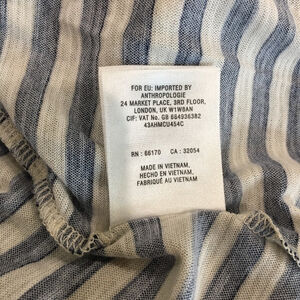 FOR EU: IMPORTED BY
ANTHROPOLOGIE
24 MARKET PLACE, 3RD FLOOR,
LONDON, UK W1W8AN
CIF: VAT No. GB 664936382
43AHMCU454C
RN: 66170 CA: 32054
MADE IN VIETNAM,
HECHO EN VIETNAM,
FABRIQUÉ AU VIETNAM